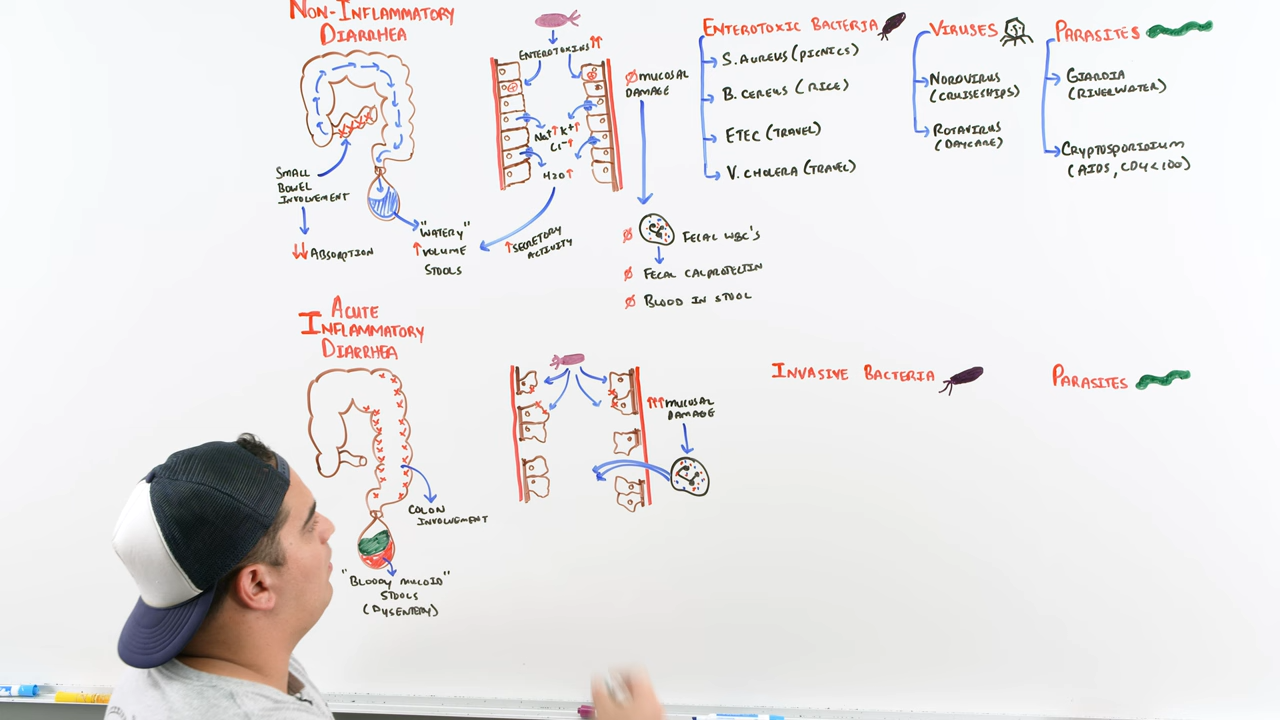 NON-INFLAMMATORY
DIARRHEA
SMALL
BOWEL
INVOLVEMENT
↓↓ ABSORPTION
"WATERY"
↑ VOLUME
STOOLS
ENTEROTOXINS ↑↑
Na+↑ K+↑
Cl-↑
H2O ↑
↑SECRETORY
ACTIVITY
Ø MUCOSAL
DAMAGE
Ø FECAL WBC'S
Ø FECAL CALPROTECTIN
Ø BLOOD IN STOOL
ENTEROTOXIC BACTERIA
S. AUREUS (PICNICS)
B. CEREUS (RICE)
ETEC (TRAVEL)
V. CHOLERA (TRAVEL)
VIRUSES
NOROVIRUS
(CRUISESHIPS)
ROTAVIRUS
(DAYCARE)
PARASITES
GIARDIA
(RIVERWATER)
CRYPTOSPORIDIUM
(AIDS, CD4<100)
ACUTE
INFLAMMATORY
DIARRHEA
COLON
INVOLVEMENT
"BLOODY MUCOID"
STOOLS
(DYSENTERY)
↑↑↑ MUCOSAL
DAMAGE
INVASIVE BACTERIA
PARASITES